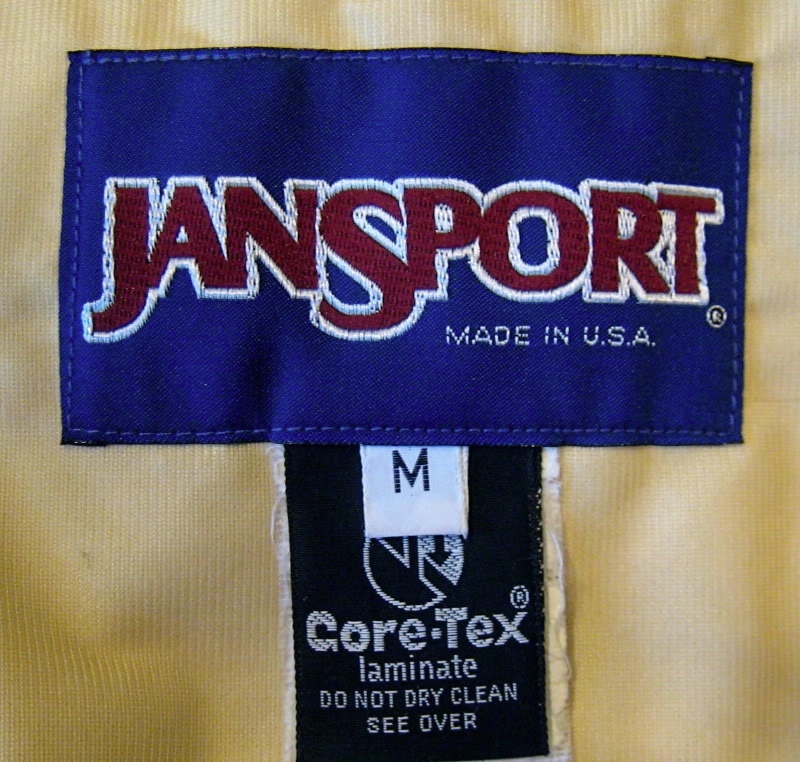 JANSPORT
®
MADE IN U.S.A.
M
®
GORE-TEX
laminate
DO NOT DRY CLEAN
SEE OVER